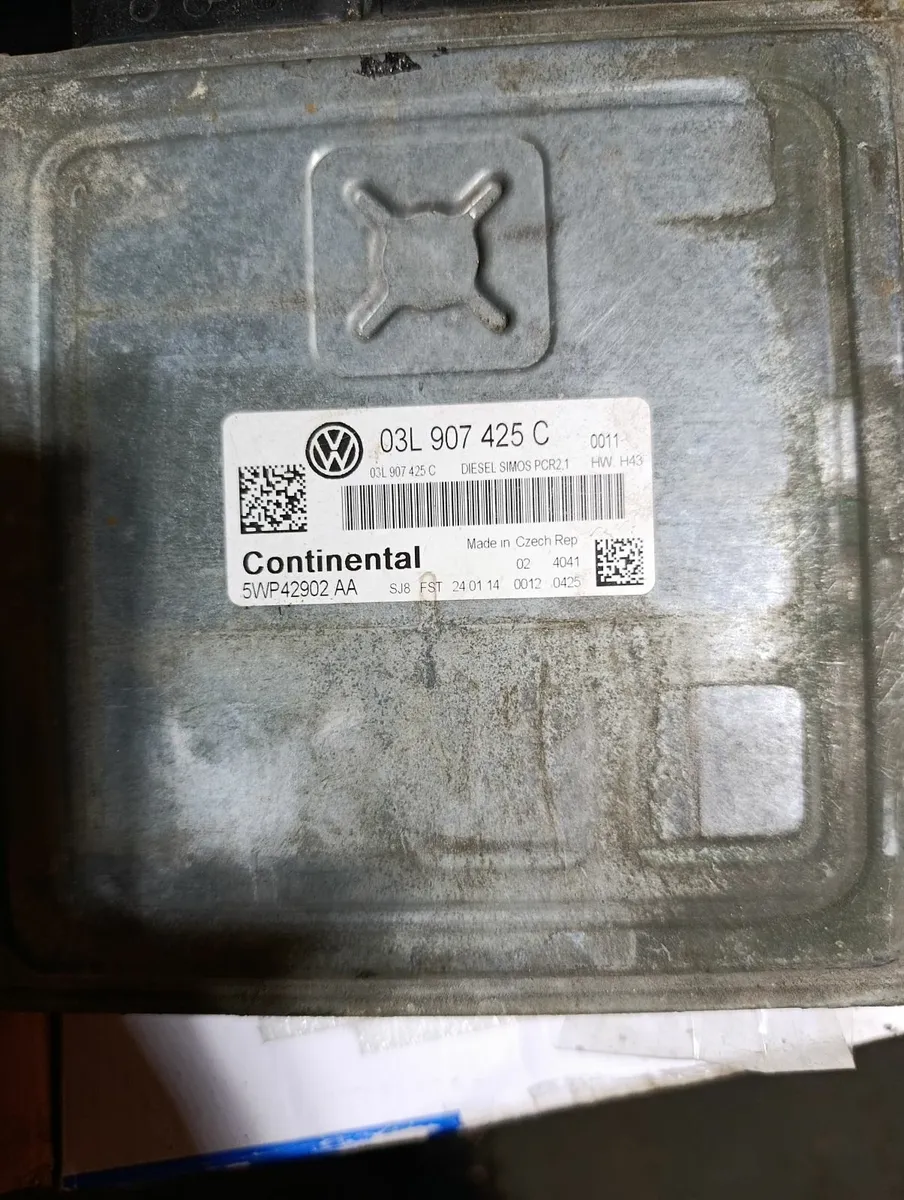 03L 907 425 C 0011
03L 907 425 C DIESEL SIMOS PCR2.1 HW. H43
Made in Czech Rep
Continental 02 4041
5WP42902 AA SJ8 FST 24.01.14 0012 .0425